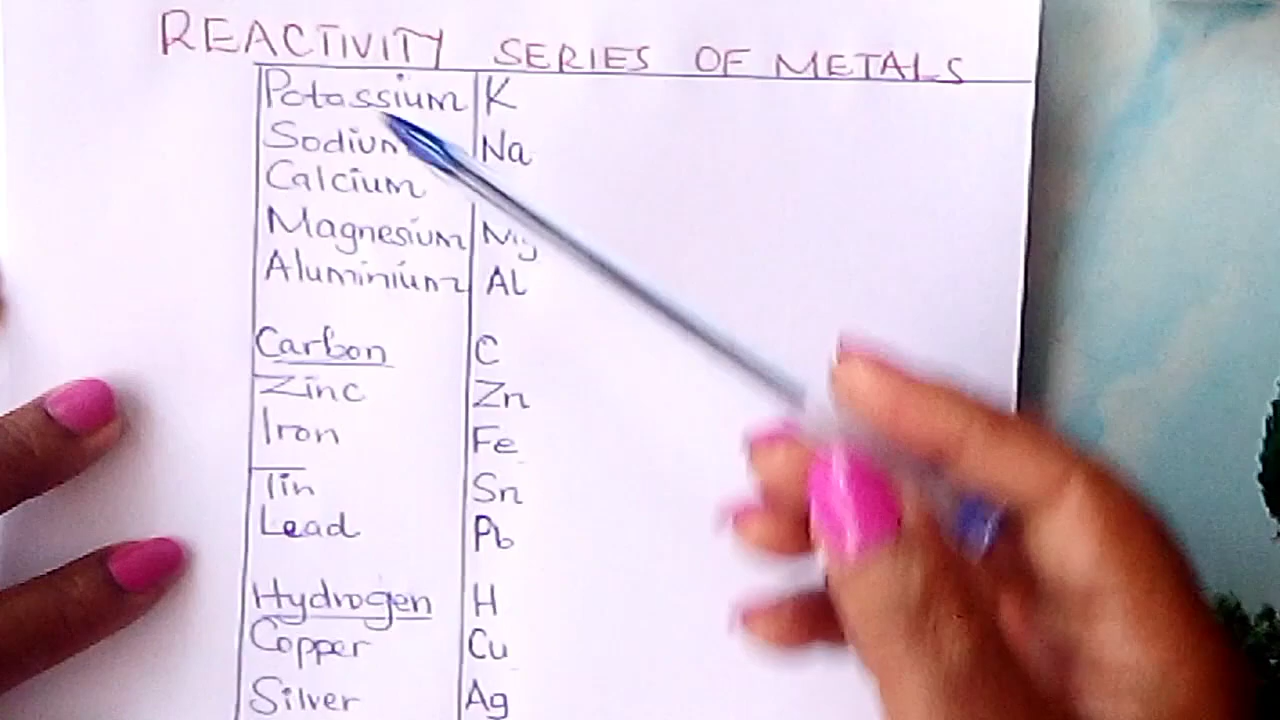 REACTIVITY SERIES OF METALS
Potassium K
Sodium Na
Calcium
Magnesium Mg
Aluminium Al
Carbon C
Zinc Zn
Iron Fe
Tin Sn
Lead Pb
Hydrogen H
Copper Cu
Silver Ag